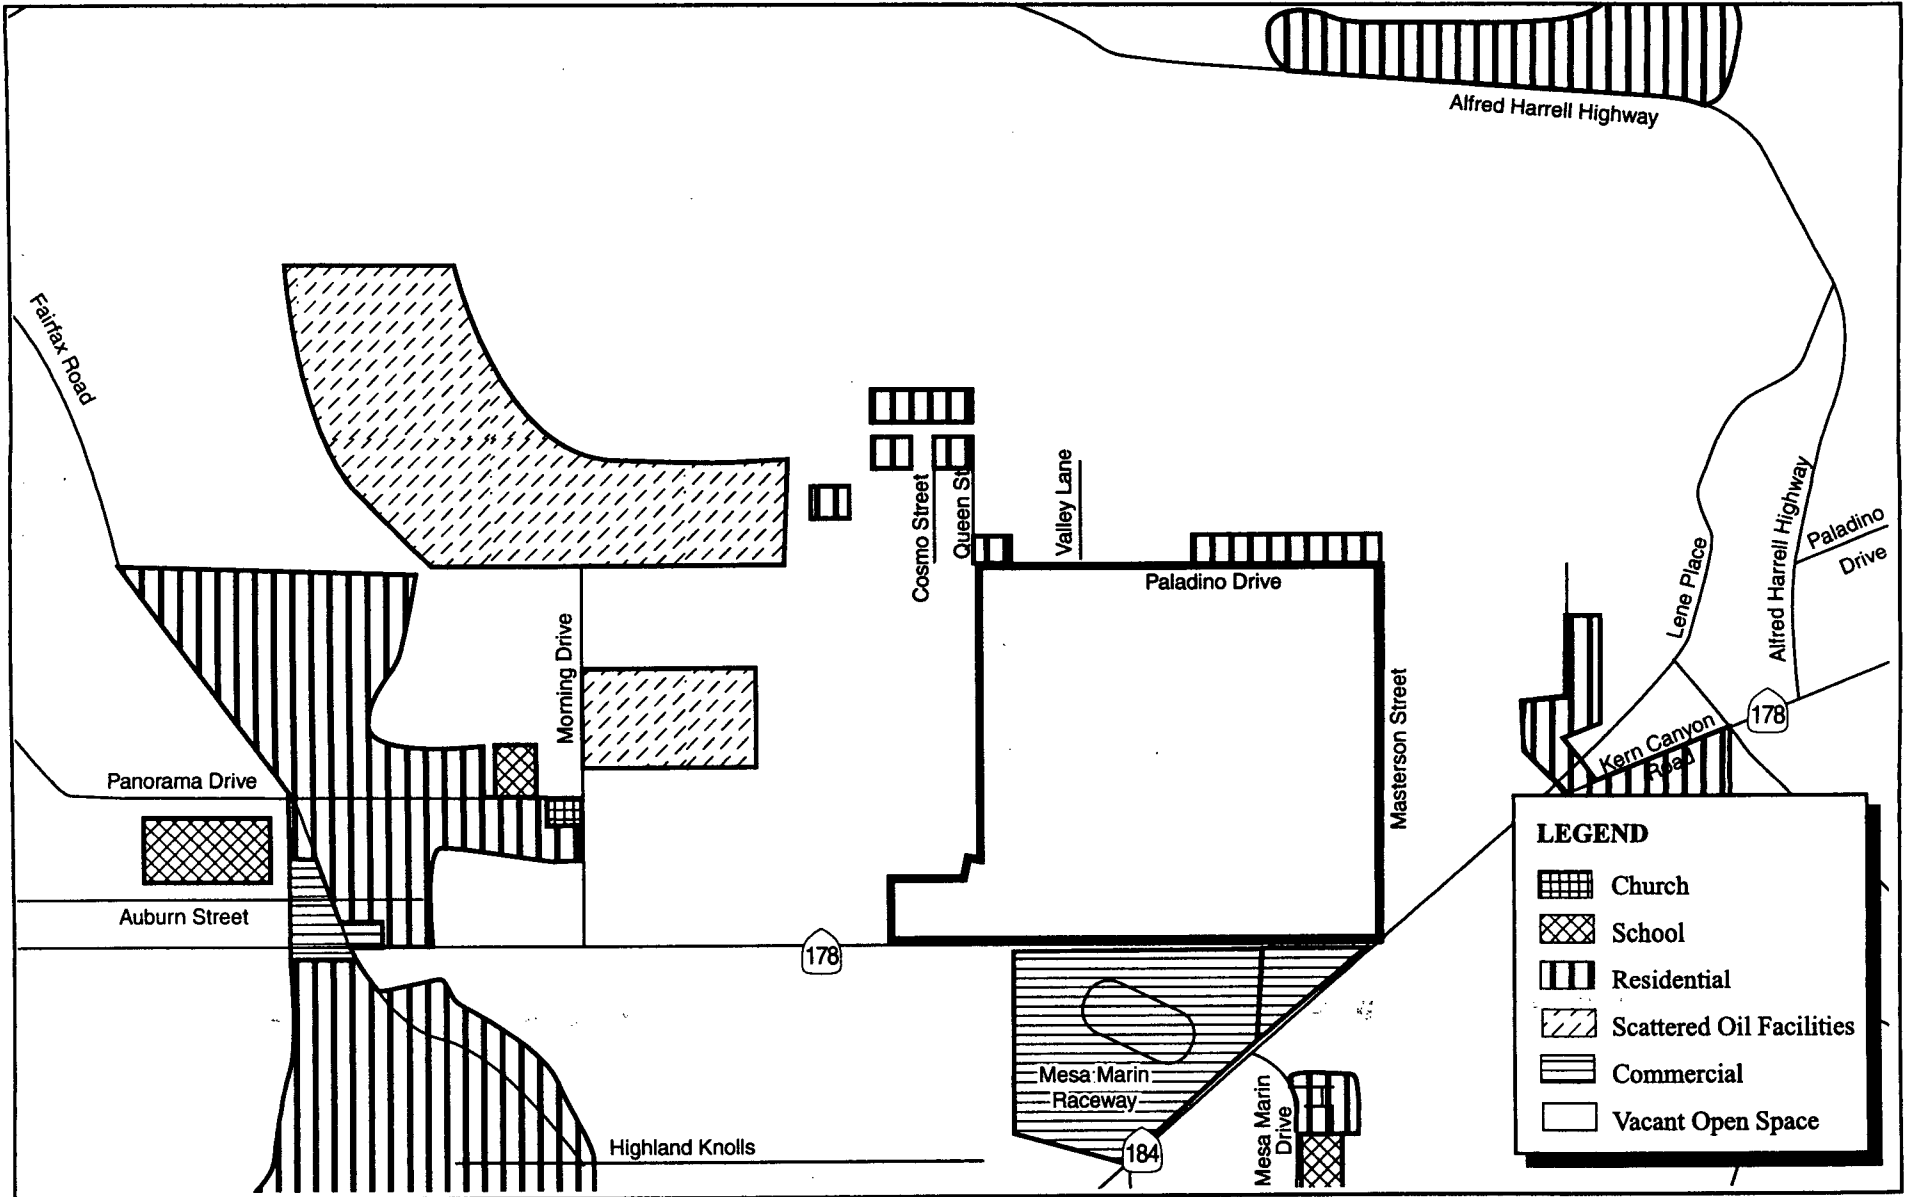 Alfred Harrell Highway
Fairfax Road
Cosmo Street
Queen St
Valley Lane
Paladino Drive
Lene Place
Alfred Harrell Highway
Paladino
Drive
Morning Drive
Masterson Street
178
Kern Canyon
Road
Panorama Drive
Auburn Street
178
Mesa Marin
Raceway
Mesa Marin
Drive
Highland Knolls
184
LEGEND
Church
School
Residential
Scattered Oil Facilities
Commercial
Vacant Open Space